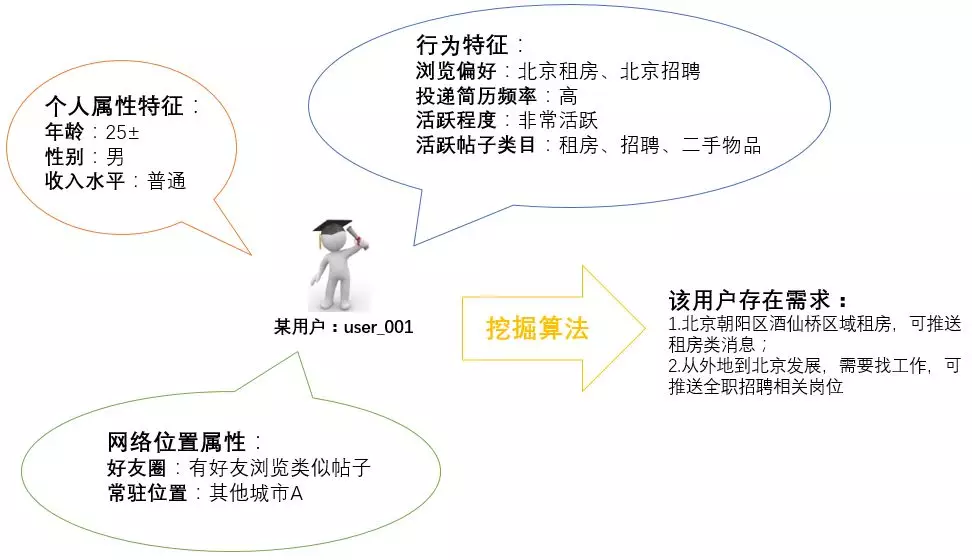 个人属性特征：
年龄：25±
性别：男
收入水平：普通
行为特征：
浏览偏好：北京租房、北京招聘
投递简历频率：高
活跃程度：非常活跃
活跃帖子类目：租房、招聘、二手物品
某用户：user_001
挖掘算法
该用户存在需求：
1.北京朝阳区酒仙桥区域租房，可推送
租房类消息；
2.从外地到北京发展，需要找工作，可
推送全职招聘相关岗位
网络位置属性：
好友圈：有好友浏览类似帖子
常驻位置：其他城市A